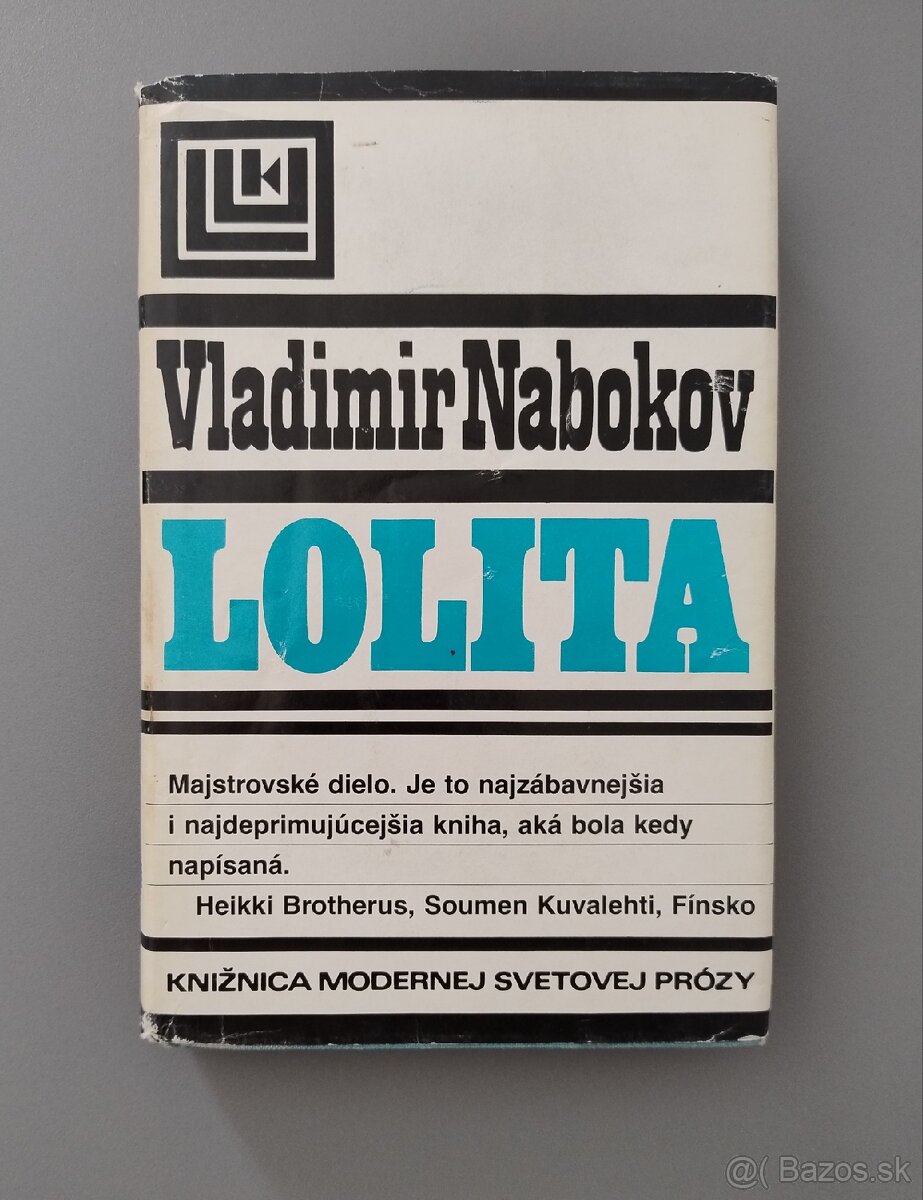 Vladimir Nabokov
LOLITA
Majstrovské dielo. Je to najzábavnejšia
i najdeprimujúcejšia kniha, aká bola kedy
napísaná.
Heikki Brotherus, Soumen Kuvalehti, Fínsko
KNIŽNICA MODERNEJ SVETOVEJ PRÓZY
@( Bazos.sk